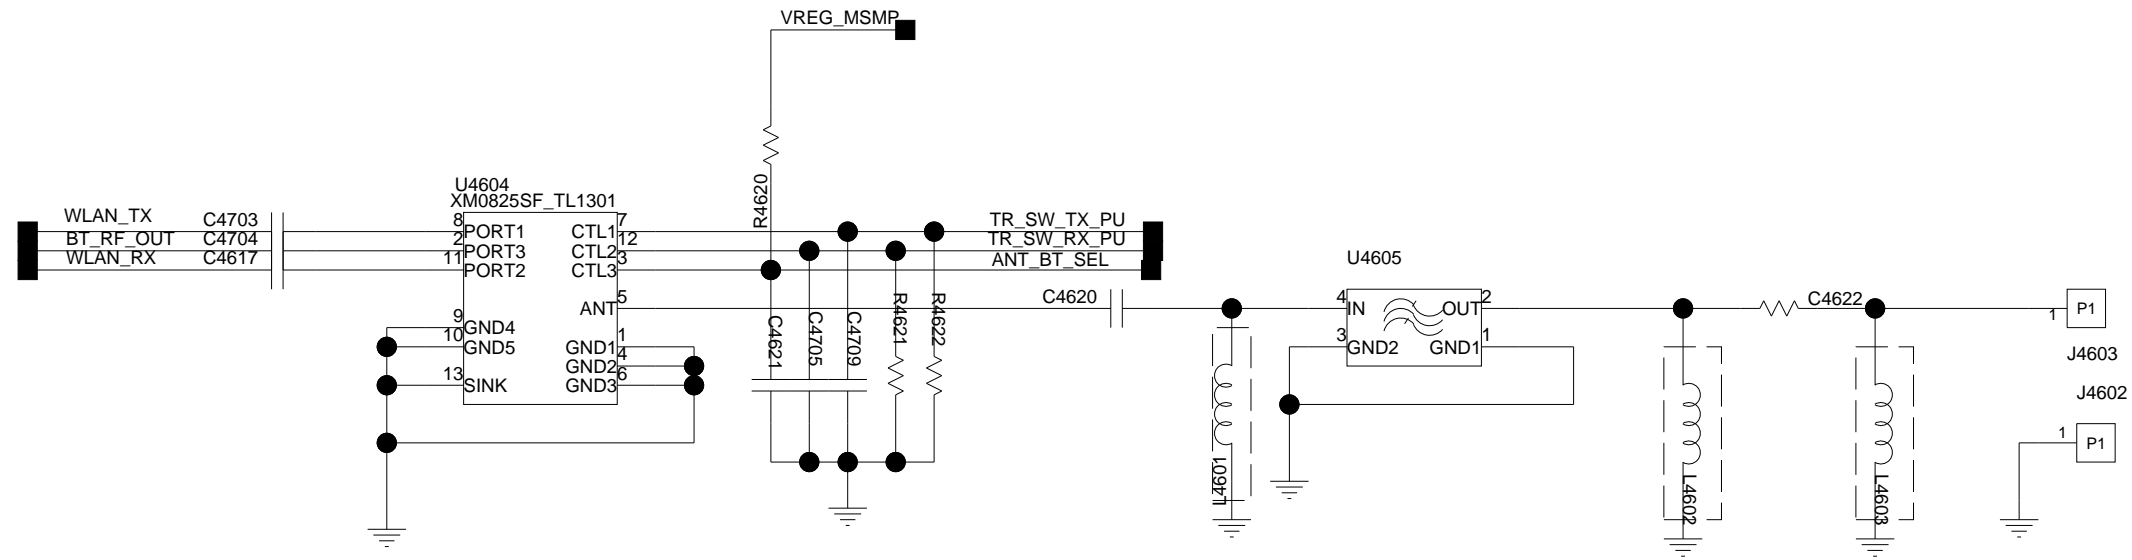 VREG_MSMP
R4620
U4604
XM0825SF_TL1301
WLAN_TX C4703 8 PORT1 CTL1 7 TR_SW_TX_PU
BT_RF_OUT C4704 2 PORT3 CTL2 12 TR_SW_RX_PU
WLAN_RX C4617 11 PORT2 CTL3 3 ANT_BT_SEL
ANT 5 C4620
9 GND4
10 GND5 GND1 1
GND2 4
13 SINK GND3 6
C4621
C4705
C4709
R4621
R4622
L4601
U4605
4 IN OUT 2
3 GND2 GND1 1
L4602
C4622
L4603
1 P1
J4603
J4602
1 P1